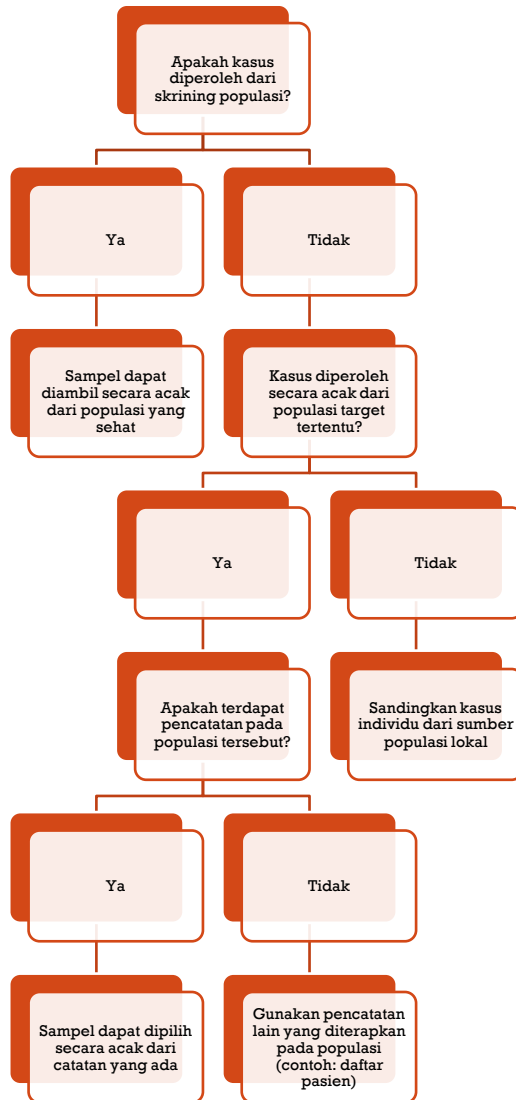 Apakah kasus
diperoleh dari
skrining populasi?
Ya
Tidak
Sampel dapat
diambil secara acak
dari populasi yang
sehat
Kasus diperoleh
secara acak dari
populasi target
tertentu?
Ya
Tidak
Apakah terdapat
pencatatan pada
populasi tersebut?
Sandingkan kasus
individu dari sumber
populasi lokal
Ya
Tidak
Sampel dapat dipilih
secara acak dari
catatan yang ada
Gunakan pencatatan
lain yang diterapkan
pada populasi
(contoh: daftar
pasien)